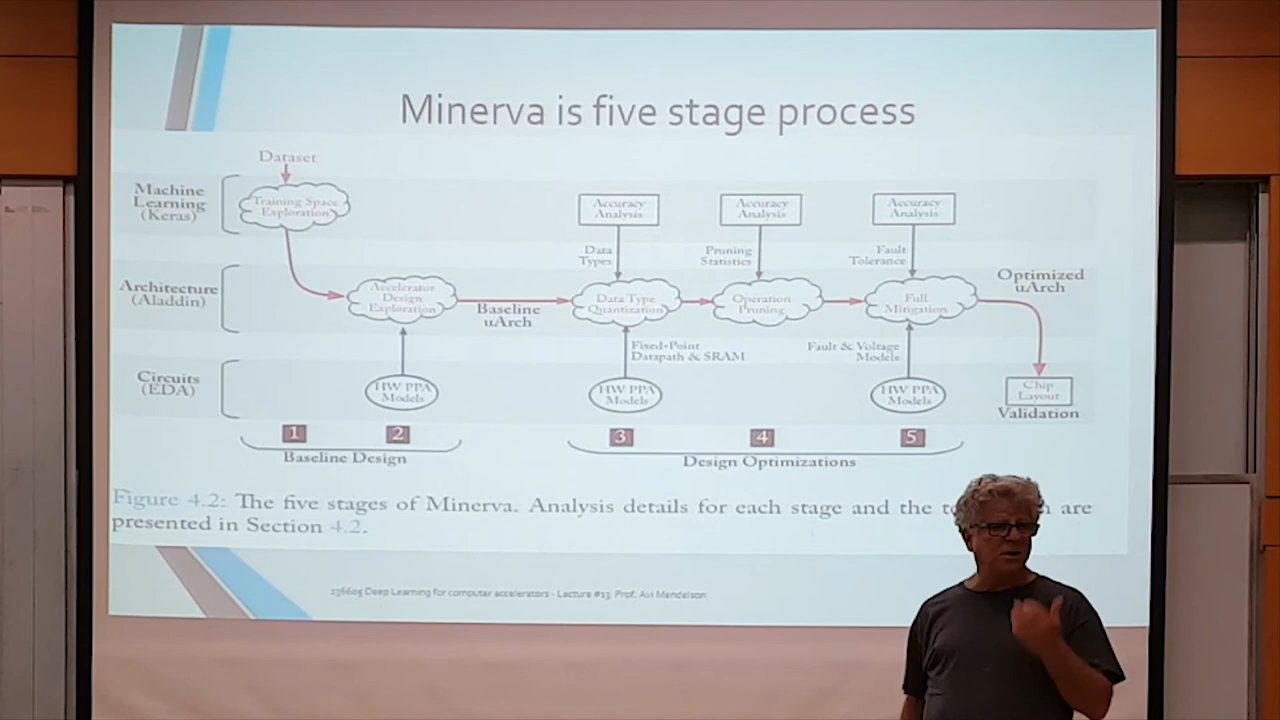 Minerva is five stage process
Dataset
Machine
Learning
(Keras)
Training Space
Exploration
Accuracy
Analysis
Accuracy
Analysis
Accuracy
Analysis
Data
Types
Pruning
Statistics
Fault
Tolerance
Architecture
(Aladdin)
Accelerator
Design
Exploration
Baseline
uArch
Data Type
Quantization
Operation
Pruning
Full
Mitigation
Optimized
uArch
Fixed-Point
Datapath & SRAM
Fault & Voltage
Models
Circuits
(EDA)
HW PPA
Models
HW PPA
Models
HW PPA
Models
Chip
Layout
Validation
1
2
3
4
5
Baseline Design
Design Optimizations
Figure 4.2: The five stages of Minerva. Analysis details for each stage and the are
presented in Section 4.2.
236605 Deep Learning for computer accelerators - Lecture #13 Prof. Avi Mendelson